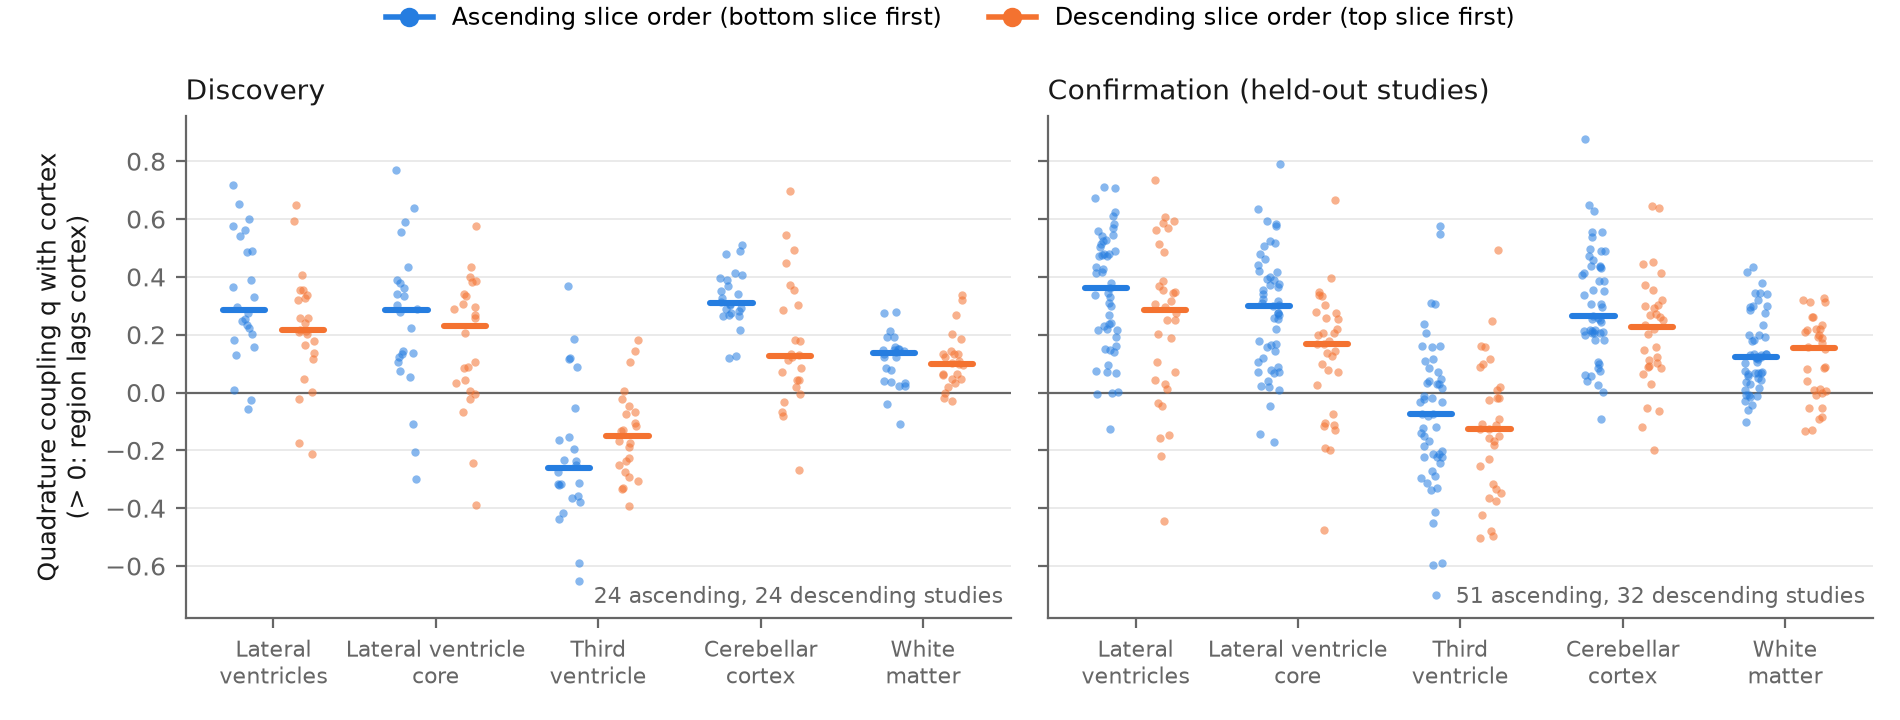 Ascending slice order (bottom slice first)
Descending slice order (top slice first)
Discovery
Confirmation (held-out studies)
Quadrature coupling q with cortex
(> 0: region lags cortex)
0.8
0.6
0.4
0.2
0.0
−0.2
−0.4
−0.6
24 ascending, 24 descending studies
51 ascending, 32 descending studies
Lateral
ventricles
Lateral ventricle
core
Third
ventricle
Cerebellar
cortex
White
matter
Lateral
ventricles
Lateral ventricle
core
Third
ventricle
Cerebellar
cortex
White
matter